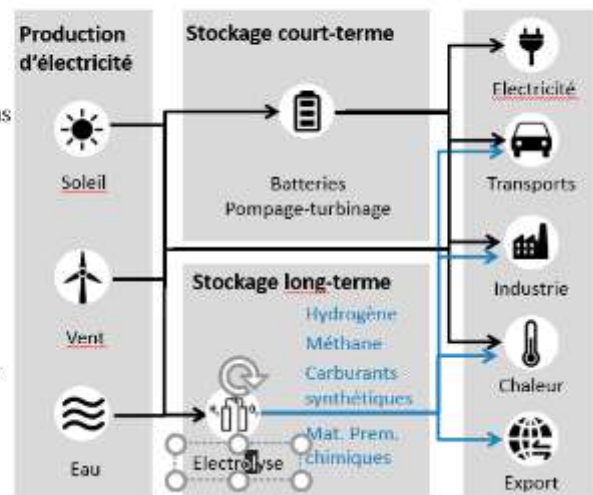 Production
d'électricité
Soleil
Vent
Eau
Stockage court-terme
Batteries
Pompage-turbinage
Stockage long-terme
Hydrogène
Méthane
Carburants
synthétiques
Mat. Prem.
chimiques
Electrolyse
Electricité
Transports
Industrie
Chaleur
Export